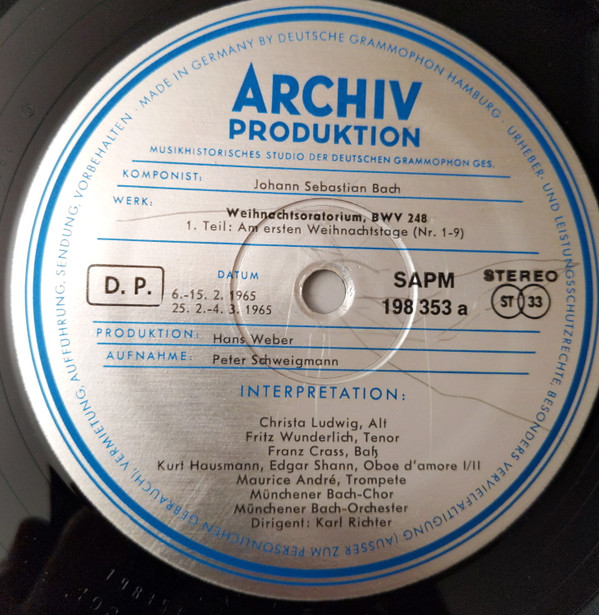 MADE IN GERMANY BY DEUTSCHE GRAMMOPHON HAMBURG · URHEBER- UND LEISTUNGSSCHUTZRECHTE, BESONDERS VERVIELFÄLTIGUNG (AUSSER ZUM PERSÖNLICHEN GEBRAUCH), VERMIETUNG, AUFFÜHRUNG, SENDUNG, VORBEHALTEN ·
ARCHIV
PRODUKTION
MUSIKHISTORISCHES STUDIO DER DEUTSCHEN GRAMMOPHON GES.
KOMPONIST: Johann Sebastian Bach
WERK: Weihnachtsoratorium, BWV 248
1. Teil: Am ersten Weihnachtstage (Nr. 1-9)
D. P.
DATUM
6.-15. 2. 1965
25. 2.-4. 3. 1965
SAPM
198 353 a
STEREO
ST 33
PRODUKTION: Hans Weber
AUFNAHME: Peter Schweigmann
INTERPRETATION:
Christa Ludwig, Alt
Fritz Wunderlich, Tenor
Franz Crass, Baß
Kurt Hausmann, Edgar Shann, Oboe d'amore I/II
Maurice André, Trompete
Münchener Bach-Chor
Münchener Bach-Orchester
Dirigent: Karl Richter